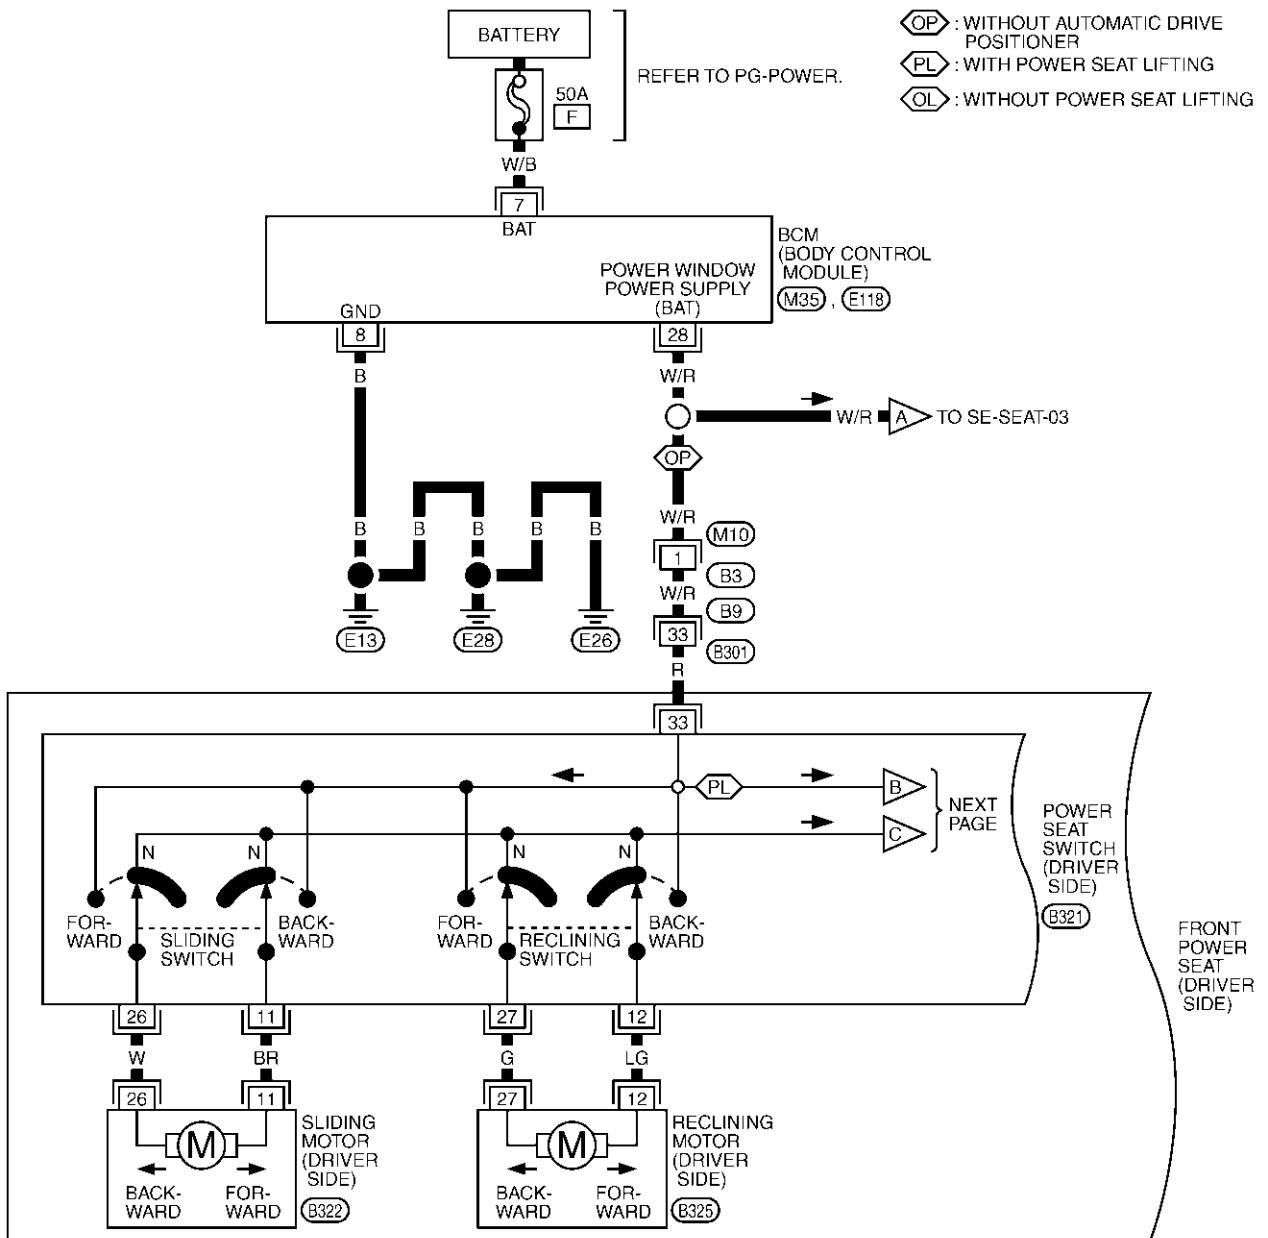 BATTERY
50A
F
REFER TO PG-POWER.
OP : WITHOUT AUTOMATIC DRIVE
POSITIONER
PL : WITH POWER SEAT LIFTING
OL : WITHOUT POWER SEAT LIFTING
W/B
7
BAT
POWER WINDOW
POWER SUPPLY
(BAT)
GND
BCM
(BODY CONTROL
MODULE)
M35 , E118
8
28
B
W/R
W/R
A
TO SE-SEAT-03
OP
B
B
B
B
B
W/R
M10
1
B3
W/R
B9
33
B301
R
E13
E28
E26
33
PL
B
C
NEXT
PAGE
N
N
N
N
FOR-
WARD
SLIDING
SWITCH
BACK-
WARD
FOR-
WARD
RECLINING
SWITCH
BACK-
WARD
POWER
SEAT
SWITCH
(DRIVER
SIDE)
B321
FRONT
POWER
SEAT
(DRIVER
SIDE)
26
11
27
12
W
BR
G
LG
26
11
27
12
M
BACK-
WARD
FOR-
WARD
SLIDING
MOTOR
(DRIVER
SIDE)
B322
M
BACK-
WARD
FOR-
WARD
RECLINING
MOTOR
(DRIVER
SIDE)
B325